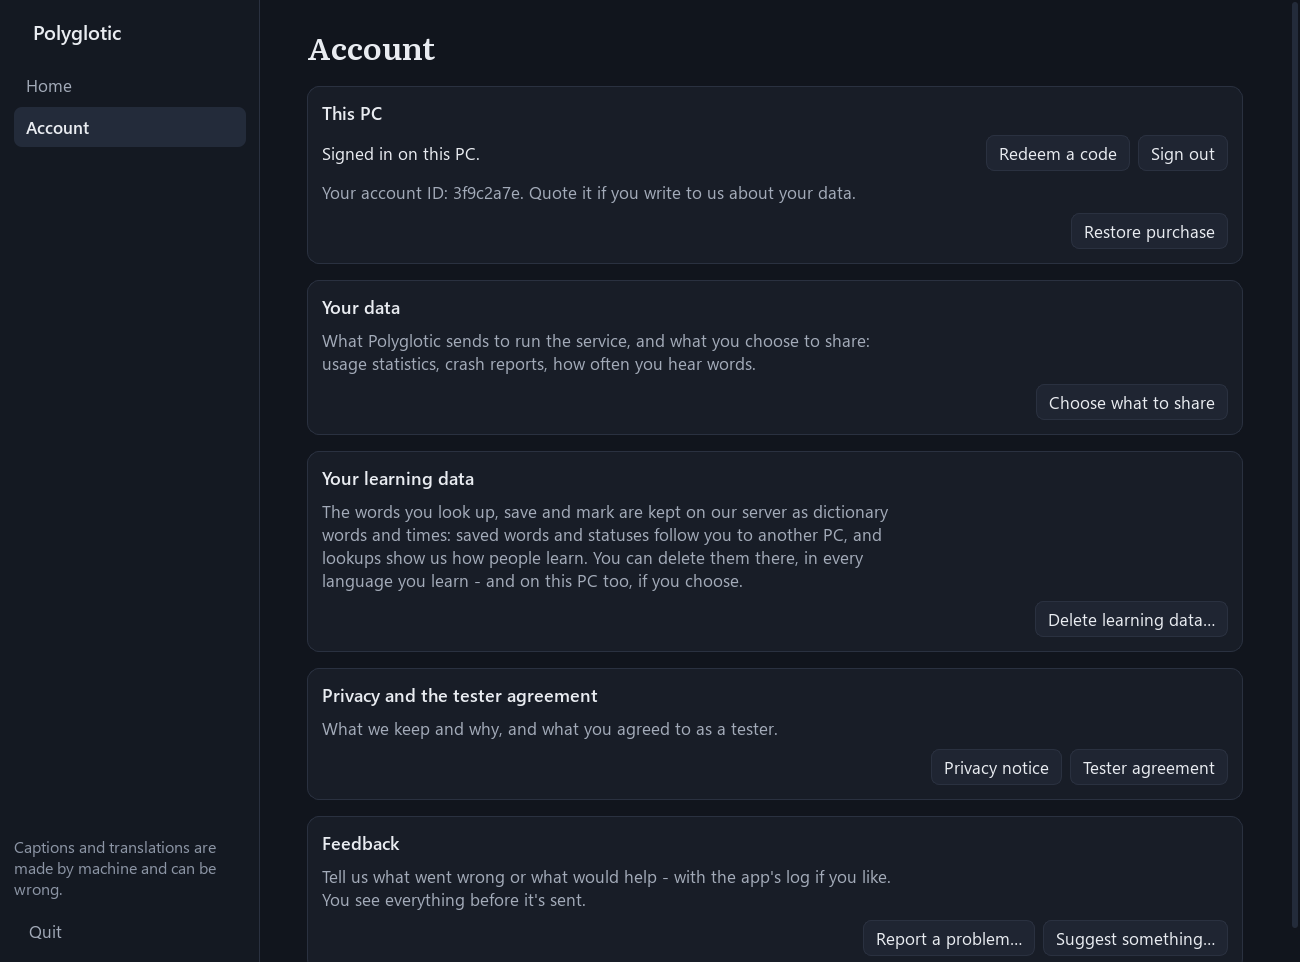 Polyglotic
Home
Account
Captions and translations are
made by machine and can be
wrong.
Quit
Account
This PC
Signed in on this PC.
Redeem a code
Sign out
Your account ID: 3f9c2a7e. Quote it if you write to us about your data.
Restore purchase
Your data
What Polyglotic sends to run the service, and what you choose to share:
usage statistics, crash reports, how often you hear words.
Choose what to share
Your learning data
The words you look up, save and mark are kept on our server as dictionary
words and times: saved words and statuses follow you to another PC, and
lookups show us how people learn. You can delete them there, in every
language you learn - and on this PC too, if you choose.
Delete learning data...
Privacy and the tester agreement
What we keep and why, and what you agreed to as a tester.
Privacy notice
Tester agreement
Feedback
Tell us what went wrong or what would help - with the app's log if you like.
You see everything before it's sent.
Report a problem...
Suggest something...